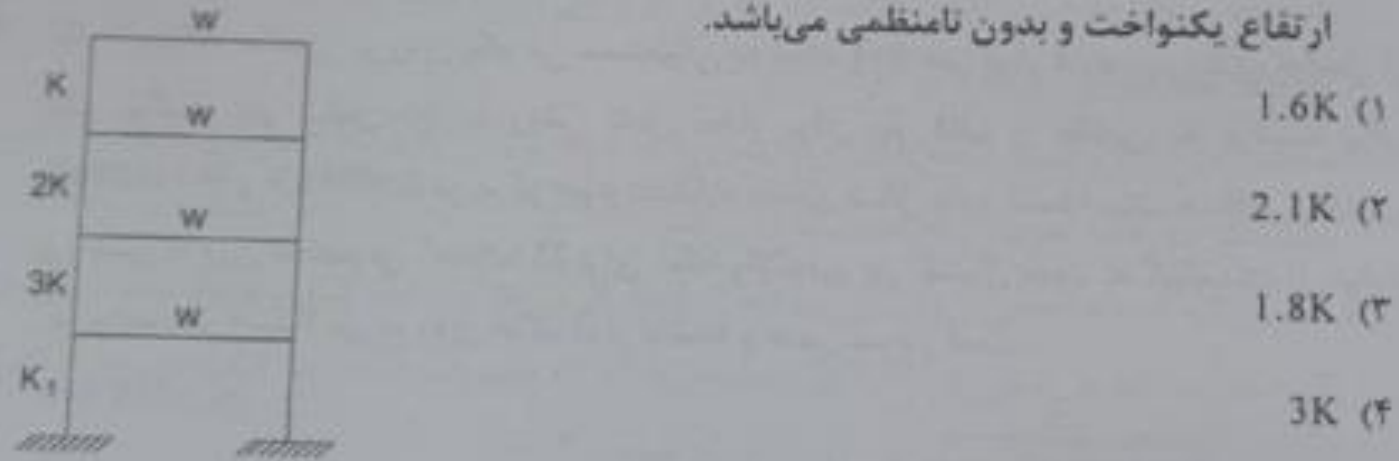 ارتفاع یکنواخت و بدون نامنظمی می‌باشد.
1.6K (۱
2.1K (۲
1.8K (۳
3K (۴
W
K
W
2K
W
3K
W
K₁